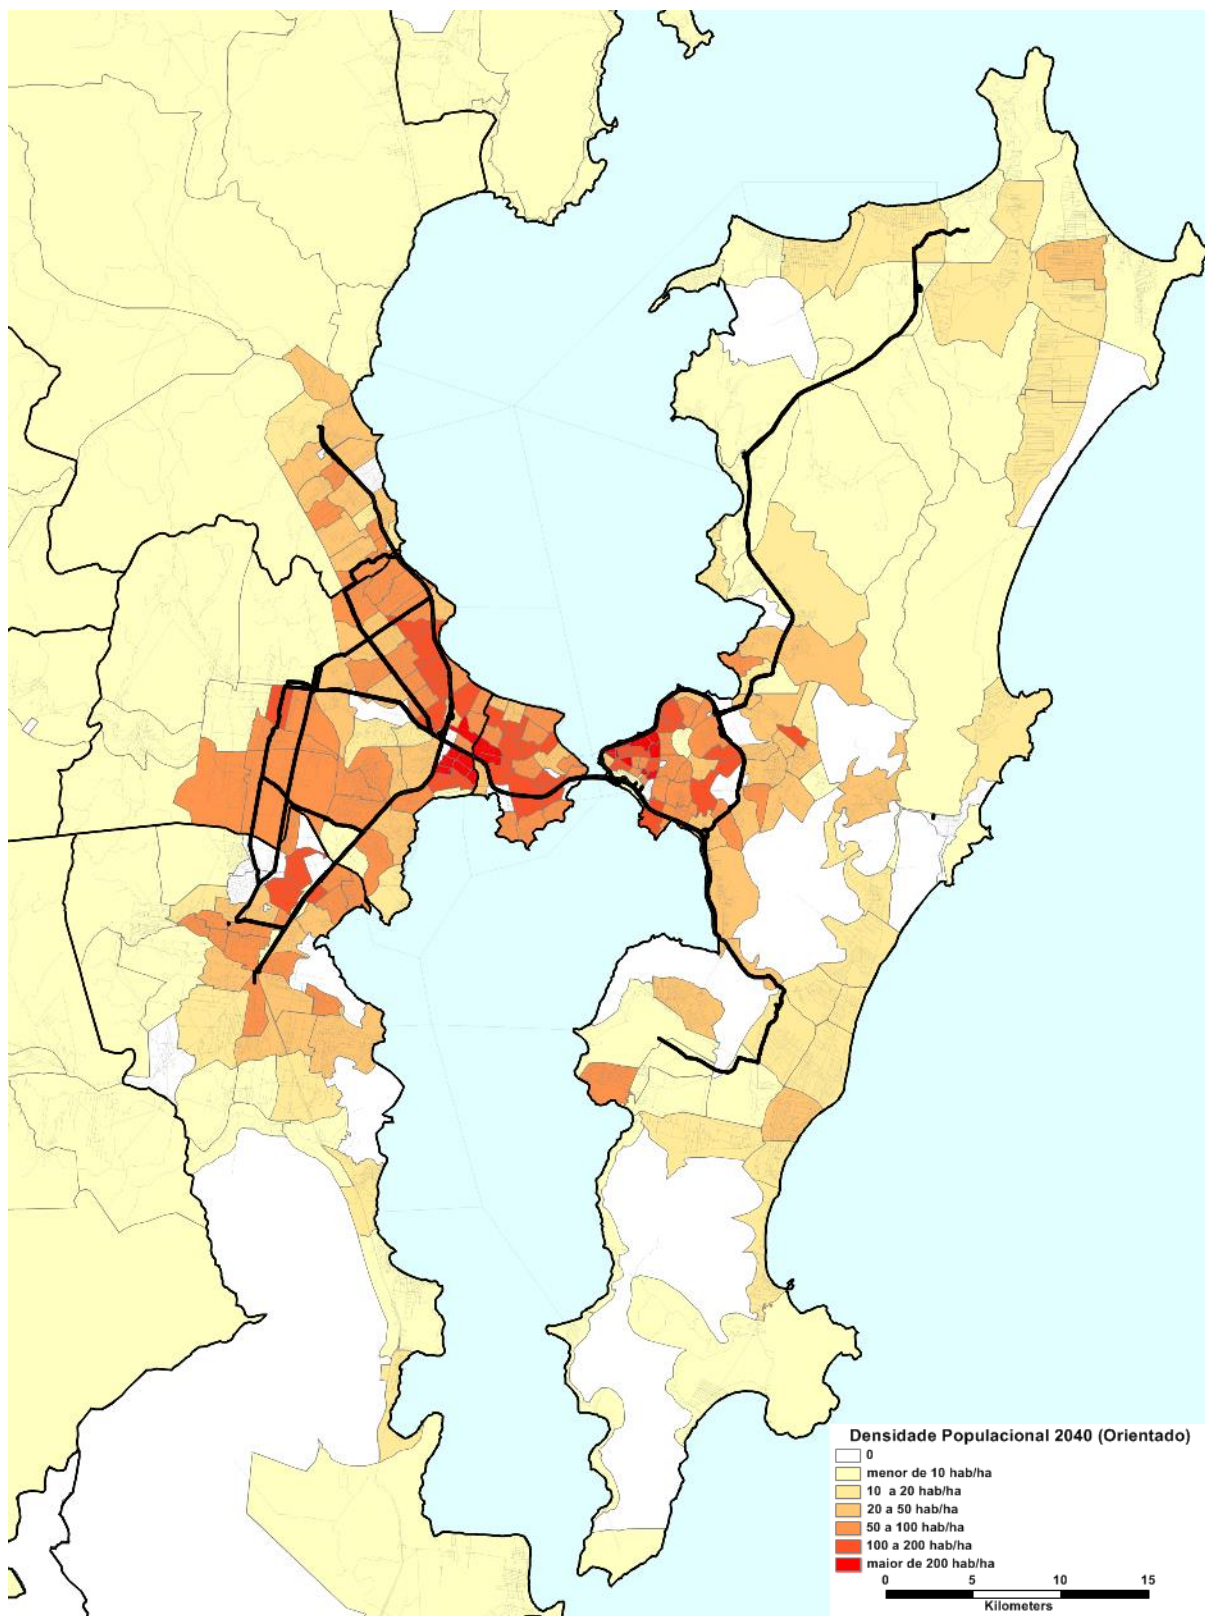 Densidade Populacional 2040 (Orientado)
0
menor de 10 hab/ha
10 a 20 hab/ha
20 a 50 hab/ha
50 a 100 hab/ha
100 a 200 hab/ha
maior de 200 hab/ha
0 5 10 15
Kilometers